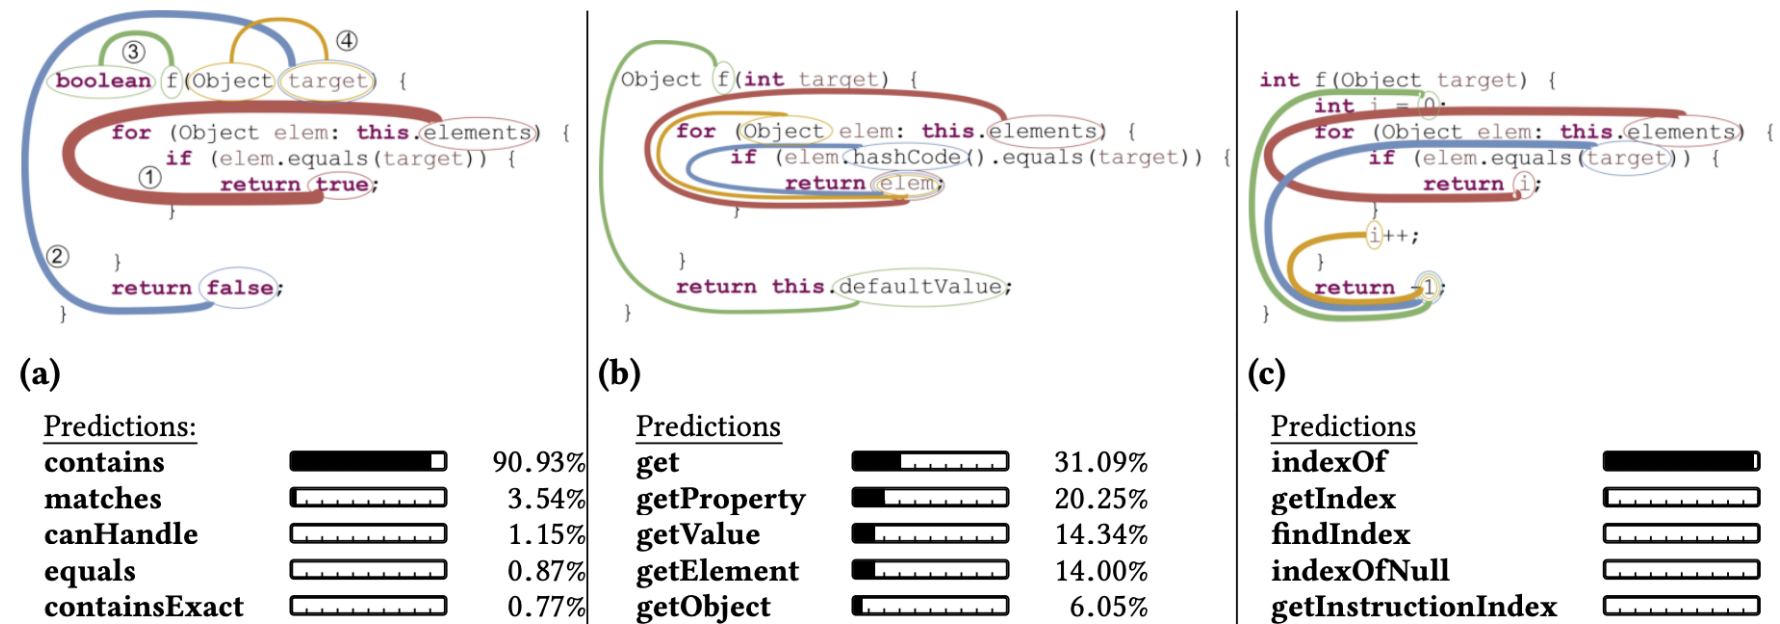 ③
④
boolean f(Object target) {
for (Object elem: this.elements) {
if (elem.equals(target)) {
①
return true;
}
②
}
return false;
}
(a)
Predictions:
contains 90.93%
matches 3.54%
canHandle 1.15%
equals 0.87%
containsExact 0.77%
Object f(int target) {
for (Object elem: this.elements) {
if (elem.hashCode().equals(target)) {
return elem;
}
}
return this.defaultValue;
}
(b)
Predictions
get 31.09%
getProperty 20.25%
getValue 14.34%
getElement 14.00%
getObject 6.05%
int f(Object target) {
int i = 0;
for (Object elem: this.elements) {
if (elem.equals(target)) {
return i;
}
i++;
}
return -1;
}
(c)
Predictions
indexOf
getIndex
findIndex
indexOfNull
getInstructionIndex